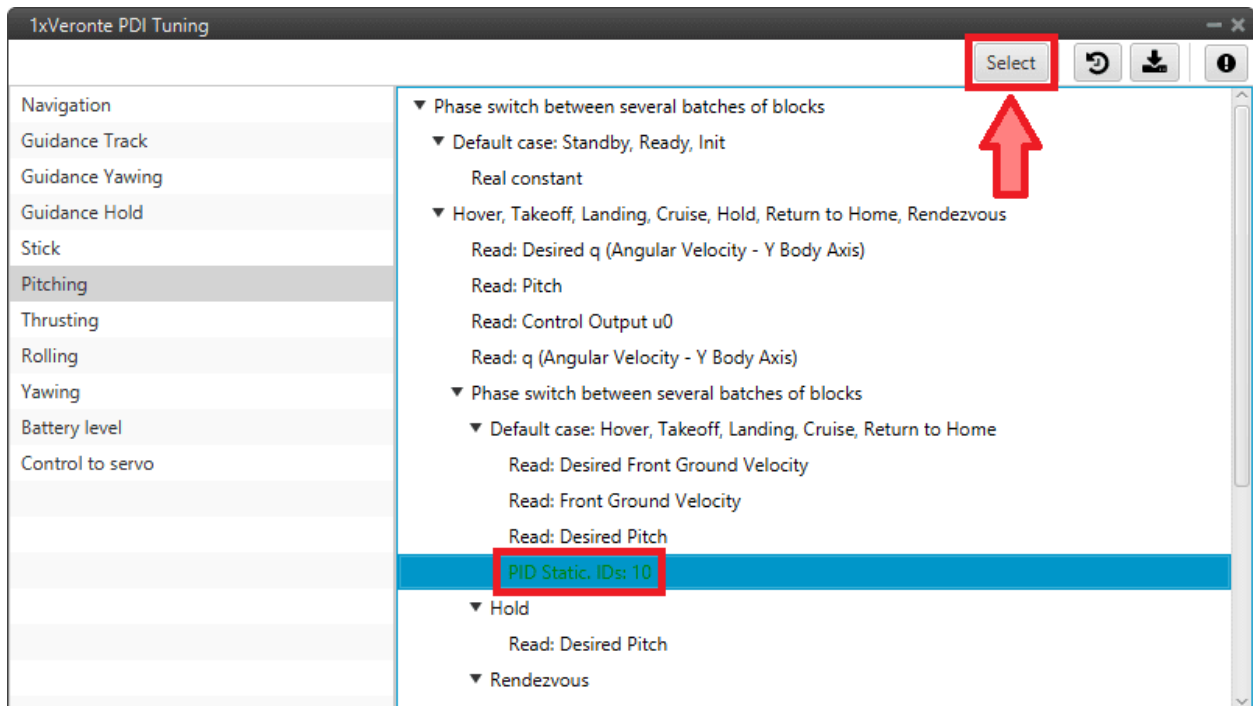 1xVeronte PDI Tuning
Select
Navigation
Guidance Track
Guidance Yawing
Guidance Hold
Stick
Pitching
Thrusting
Rolling
Yawing
Battery level
Control to servo
Phase switch between several batches of blocks
Default case: Standby, Ready, Init
Real constant
Hover, Takeoff, Landing, Cruise, Hold, Return to Home, Rendezvous
Read: Desired q (Angular Velocity - Y Body Axis)
Read: Pitch
Read: Control Output u0
Read: q (Angular Velocity - Y Body Axis)
Phase switch between several batches of blocks
Default case: Hover, Takeoff, Landing, Cruise, Return to Home
Read: Desired Front Ground Velocity
Read: Front Ground Velocity
Read: Desired Pitch
PID Static. IDs: 10
Hold
Read: Desired Pitch
Rendezvous